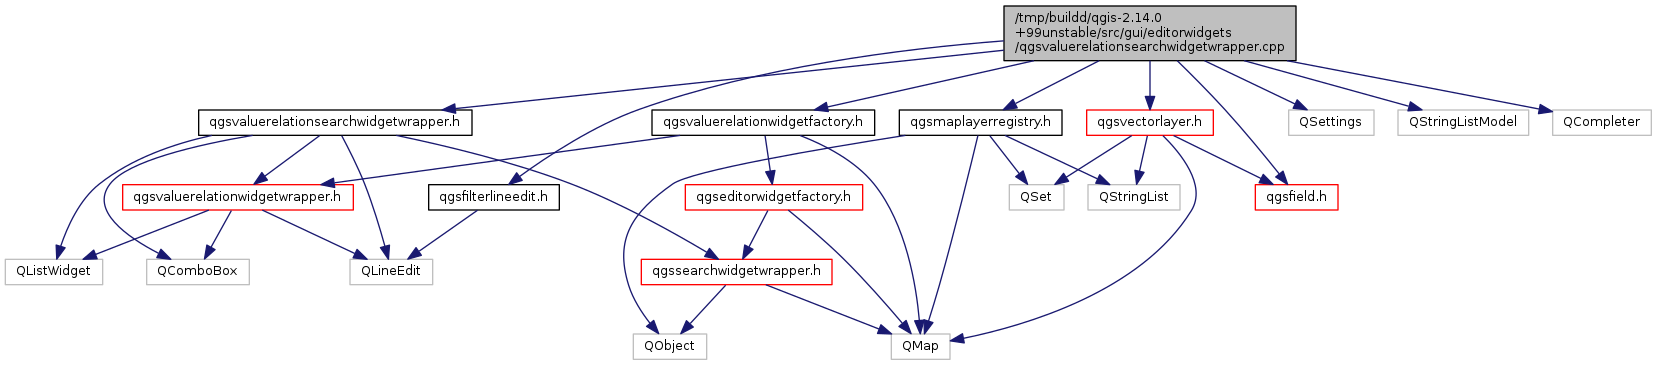 /tmp/buildd/qgis-2.14.0
+99unstable/src/gui/editorwidgets
/qgsvaluerelationsearchwidgetwrapper.cpp
qgsvaluerelationsearchwidgetwrapper.h
qgsvaluerelationwidgetfactory.h
qgsmaplayerregistry.h
qgsvectorlayer.h
QSettings
QStringListModel
QCompleter
qgsvaluerelationwidgetwrapper.h
qgsfilterlineedit.h
qgseditorwidgetfactory.h
QSet
QStringList
qgsfield.h
QListWidget
QComboBox
QLineEdit
qgssearchwidgetwrapper.h
QObject
QMap